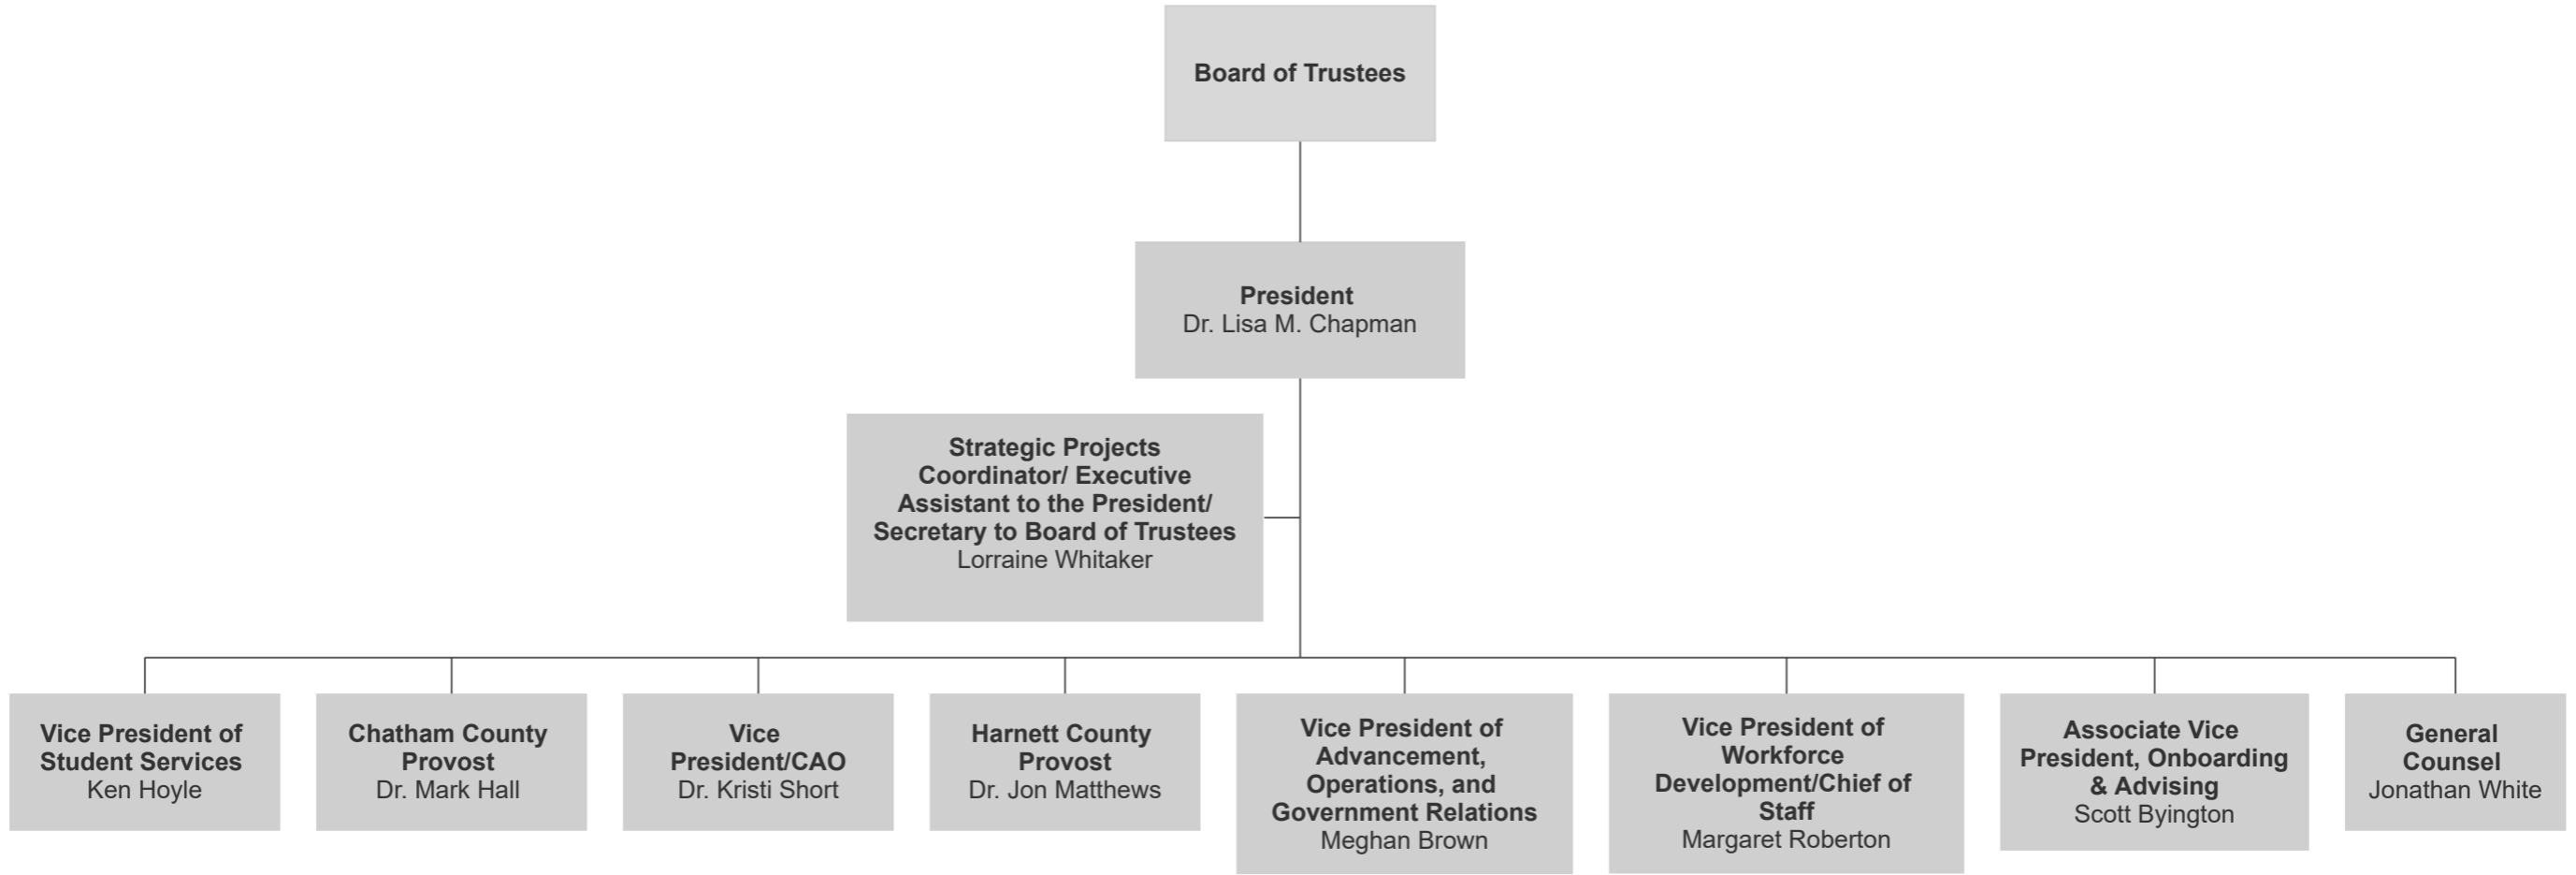 Board of Trustees
President
Dr. Lisa M. Chapman
Strategic Projects
Coordinator/ Executive
Assistant to the President/
Secretary to Board of Trustees
Lorraine Whitaker
Vice President of
Student Services
Ken Hoyle
Chatham County
Provost
Dr. Mark Hall
Vice
President/CAO
Dr. Kristi Short
Harnett County
Provost
Dr. Jon Matthews
Vice President of
Advancement,
Operations, and
Government Relations
Meghan Brown
Vice President of
Workforce
Development/Chief of
Staff
Margaret Roberton
Associate Vice
President, Onboarding
& Advising
Scott Byington
General
Counsel
Jonathan White